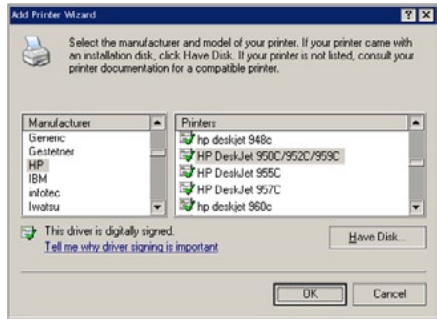 Add Printer Wizard
Select the manufacturer and model of your printer. If your printer came with
an installation disk, click Have Disk. If your printer is not listed, consult your
printer documentation for a compatible printer.
Manufacturer
Generic
Gestetner
HP
IBM
infotec
Iwatsu
Printers
hp deskjet 948c
HP DeskJet 950C/952C/959C
HP DeskJet 955C
HP DeskJet 957C
hp deskjet 960c
This driver is digitally signed.
Tell me why driver signing is important
Have Disk...
OK
Cancel